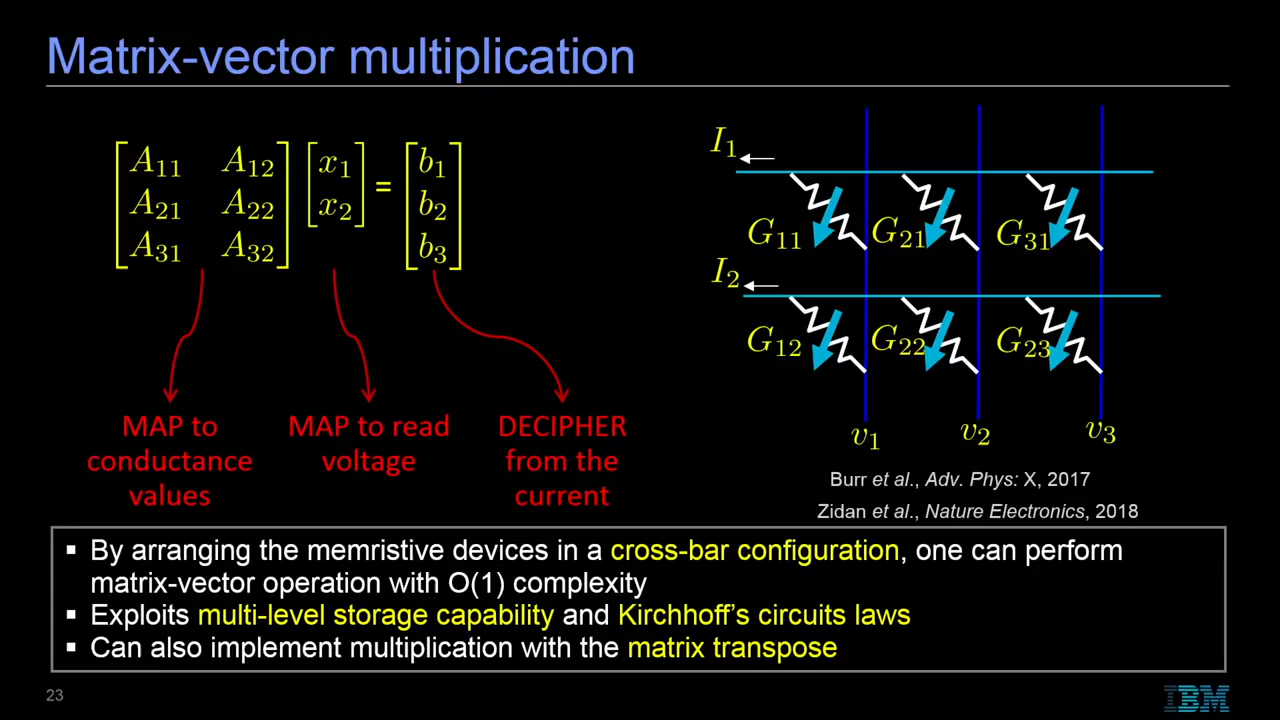 Matrix-vector multiplication
A11 A12
A21 A22
A31 A32
x1
x2
=
b1
b2
b3
MAP to
conductance
values
MAP to read
voltage
DECIPHER
from the
current
I1
G11 G21 G31
I2
G12 G22 G23
v1 v2 v3
Burr et al., Adv. Phys: X, 2017
Zidan et al., Nature Electronics, 2018
▪ By arranging the memristive devices in a cross-bar configuration, one can perform
matrix-vector operation with O(1) complexity
▪ Exploits multi-level storage capability and Kirchhoff's circuits laws
▪ Can also implement multiplication with the matrix transpose
23
IBM